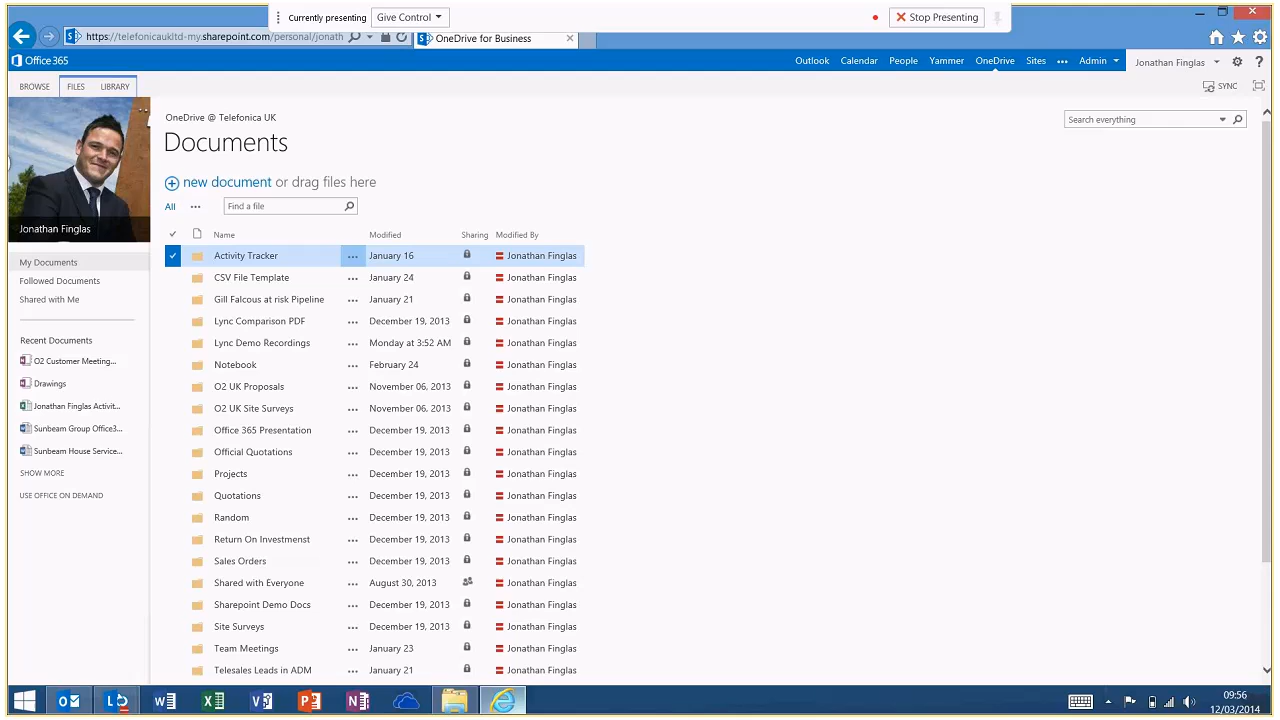 Currently presenting Give Control Stop Presenting
https://telefonicaukltd-my.sharepoint.com/personal/jonath OneDrive for Business
Office 365 Outlook Calendar People Yammer OneDrive Sites ••• Admin Jonathan Finglas ?
BROWSE FILES LIBRARY SYNC
OneDrive @ Telefonica UK
Search everything
Documents
new document or drag files here
All ••• Find a file
Jonathan Finglas
Name Modified Sharing Modified By
My Documents
Followed Documents
Shared with Me
Recent Documents
O2 Customer Meeting...
Drawings
Jonathan Finglas Activit...
Sunbeam Group Office3...
Sunbeam House Service...
SHOW MORE
USE OFFICE ON DEMAND
Activity Tracker ••• January 16 Jonathan Finglas
CSV File Template ••• January 24 Jonathan Finglas
Gill Falcous at risk Pipeline ••• January 21 Jonathan Finglas
Lync Comparison PDF ••• December 19, 2013 Jonathan Finglas
Lync Demo Recordings ••• Monday at 3:52 AM Jonathan Finglas
Notebook ••• February 24 Jonathan Finglas
O2 UK Proposals ••• November 06, 2013 Jonathan Finglas
O2 UK Site Surveys ••• November 06, 2013 Jonathan Finglas
Office 365 Presentation ••• December 19, 2013 Jonathan Finglas
Official Quotations ••• December 19, 2013 Jonathan Finglas
Projects ••• December 19, 2013 Jonathan Finglas
Quotations ••• December 19, 2013 Jonathan Finglas
Random ••• December 19, 2013 Jonathan Finglas
Return On Investmenst ••• December 19, 2013 Jonathan Finglas
Sales Orders ••• December 19, 2013 Jonathan Finglas
Shared with Everyone ••• August 30, 2013 Jonathan Finglas
Sharepoint Demo Docs ••• December 19, 2013 Jonathan Finglas
Site Surveys ••• December 19, 2013 Jonathan Finglas
Team Meetings ••• January 23 Jonathan Finglas
Telesales Leads in ADM ••• January 21 Jonathan Finglas
09:56
12/03/2014